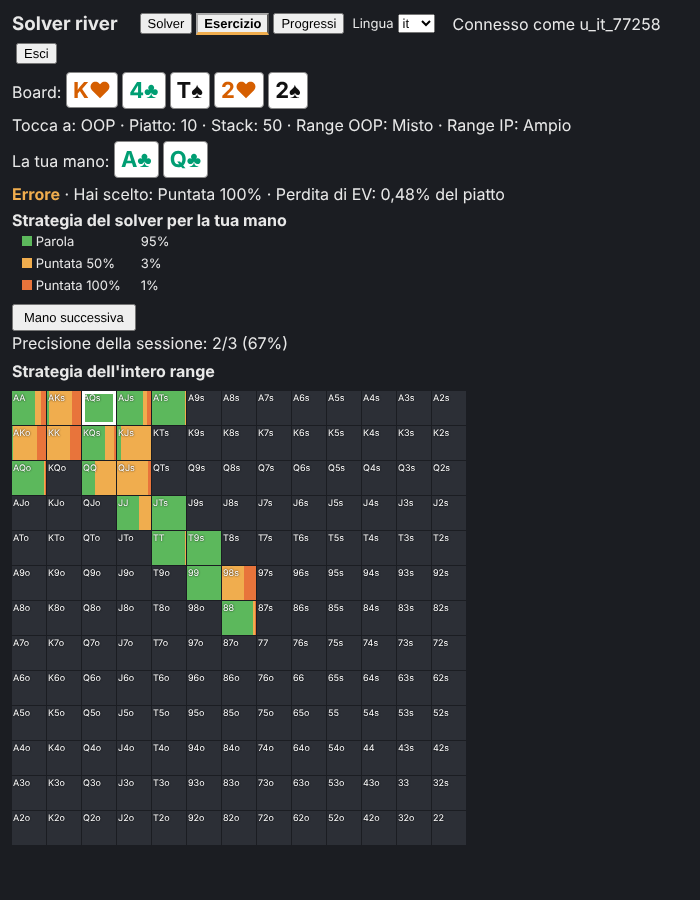 Solver river Solver Esercizio Progressi Lingua it Connesso come u_it_77258
Esci
Board: K♥ 4♣ T♠ 2♥ 2♠
Tocca a: OOP · Piatto: 10 · Stack: 50 · Range OOP: Misto · Range IP: Ampio
La tua mano: A♣ Q♣
Errore · Hai scelto: Puntata 100% · Perdita di EV: 0,48% del piatto
Strategia del solver per la tua mano
Parola 95%
Puntata 50% 3%
Puntata 100% 1%
Mano successiva
Precisione della sessione: 2/3 (67%)
Strategia dell'intero range
AA AKs AQs AJs ATs A9s A8s A7s A6s A5s A4s A3s A2s
AKo KK KQs KJs KTs K9s K8s K7s K6s K5s K4s K3s K2s
AQo KQo QQ QJs QTs Q9s Q8s Q7s Q6s Q5s Q4s Q3s Q2s
AJo KJo QJo JJ JTs J9s J8s J7s J6s J5s J4s J3s J2s
ATo KTo QTo JTo TT T9s T8s T7s T6s T5s T4s T3s T2s
A9o K9o Q9o J9o T9o 99 98s 97s 96s 95s 94s 93s 92s
A8o K8o Q8o J8o T8o 98o 88 87s 86s 85s 84s 83s 82s
A7o K7o Q7o J7o T7o 97o 87o 77 76s 75s 74s 73s 72s
A6o K6o Q6o J6o T6o 96o 86o 76o 66 65s 64s 63s 62s
A5o K5o Q5o J5o T5o 95o 85o 75o 65o 55 54s 53s 52s
A4o K4o Q4o J4o T4o 94o 84o 74o 64o 54o 44 43s 42s
A3o K3o Q3o J3o T3o 93o 83o 73o 63o 53o 43o 33 32s
A2o K2o Q2o J2o T2o 92o 82o 72o 62o 52o 42o 32o 22